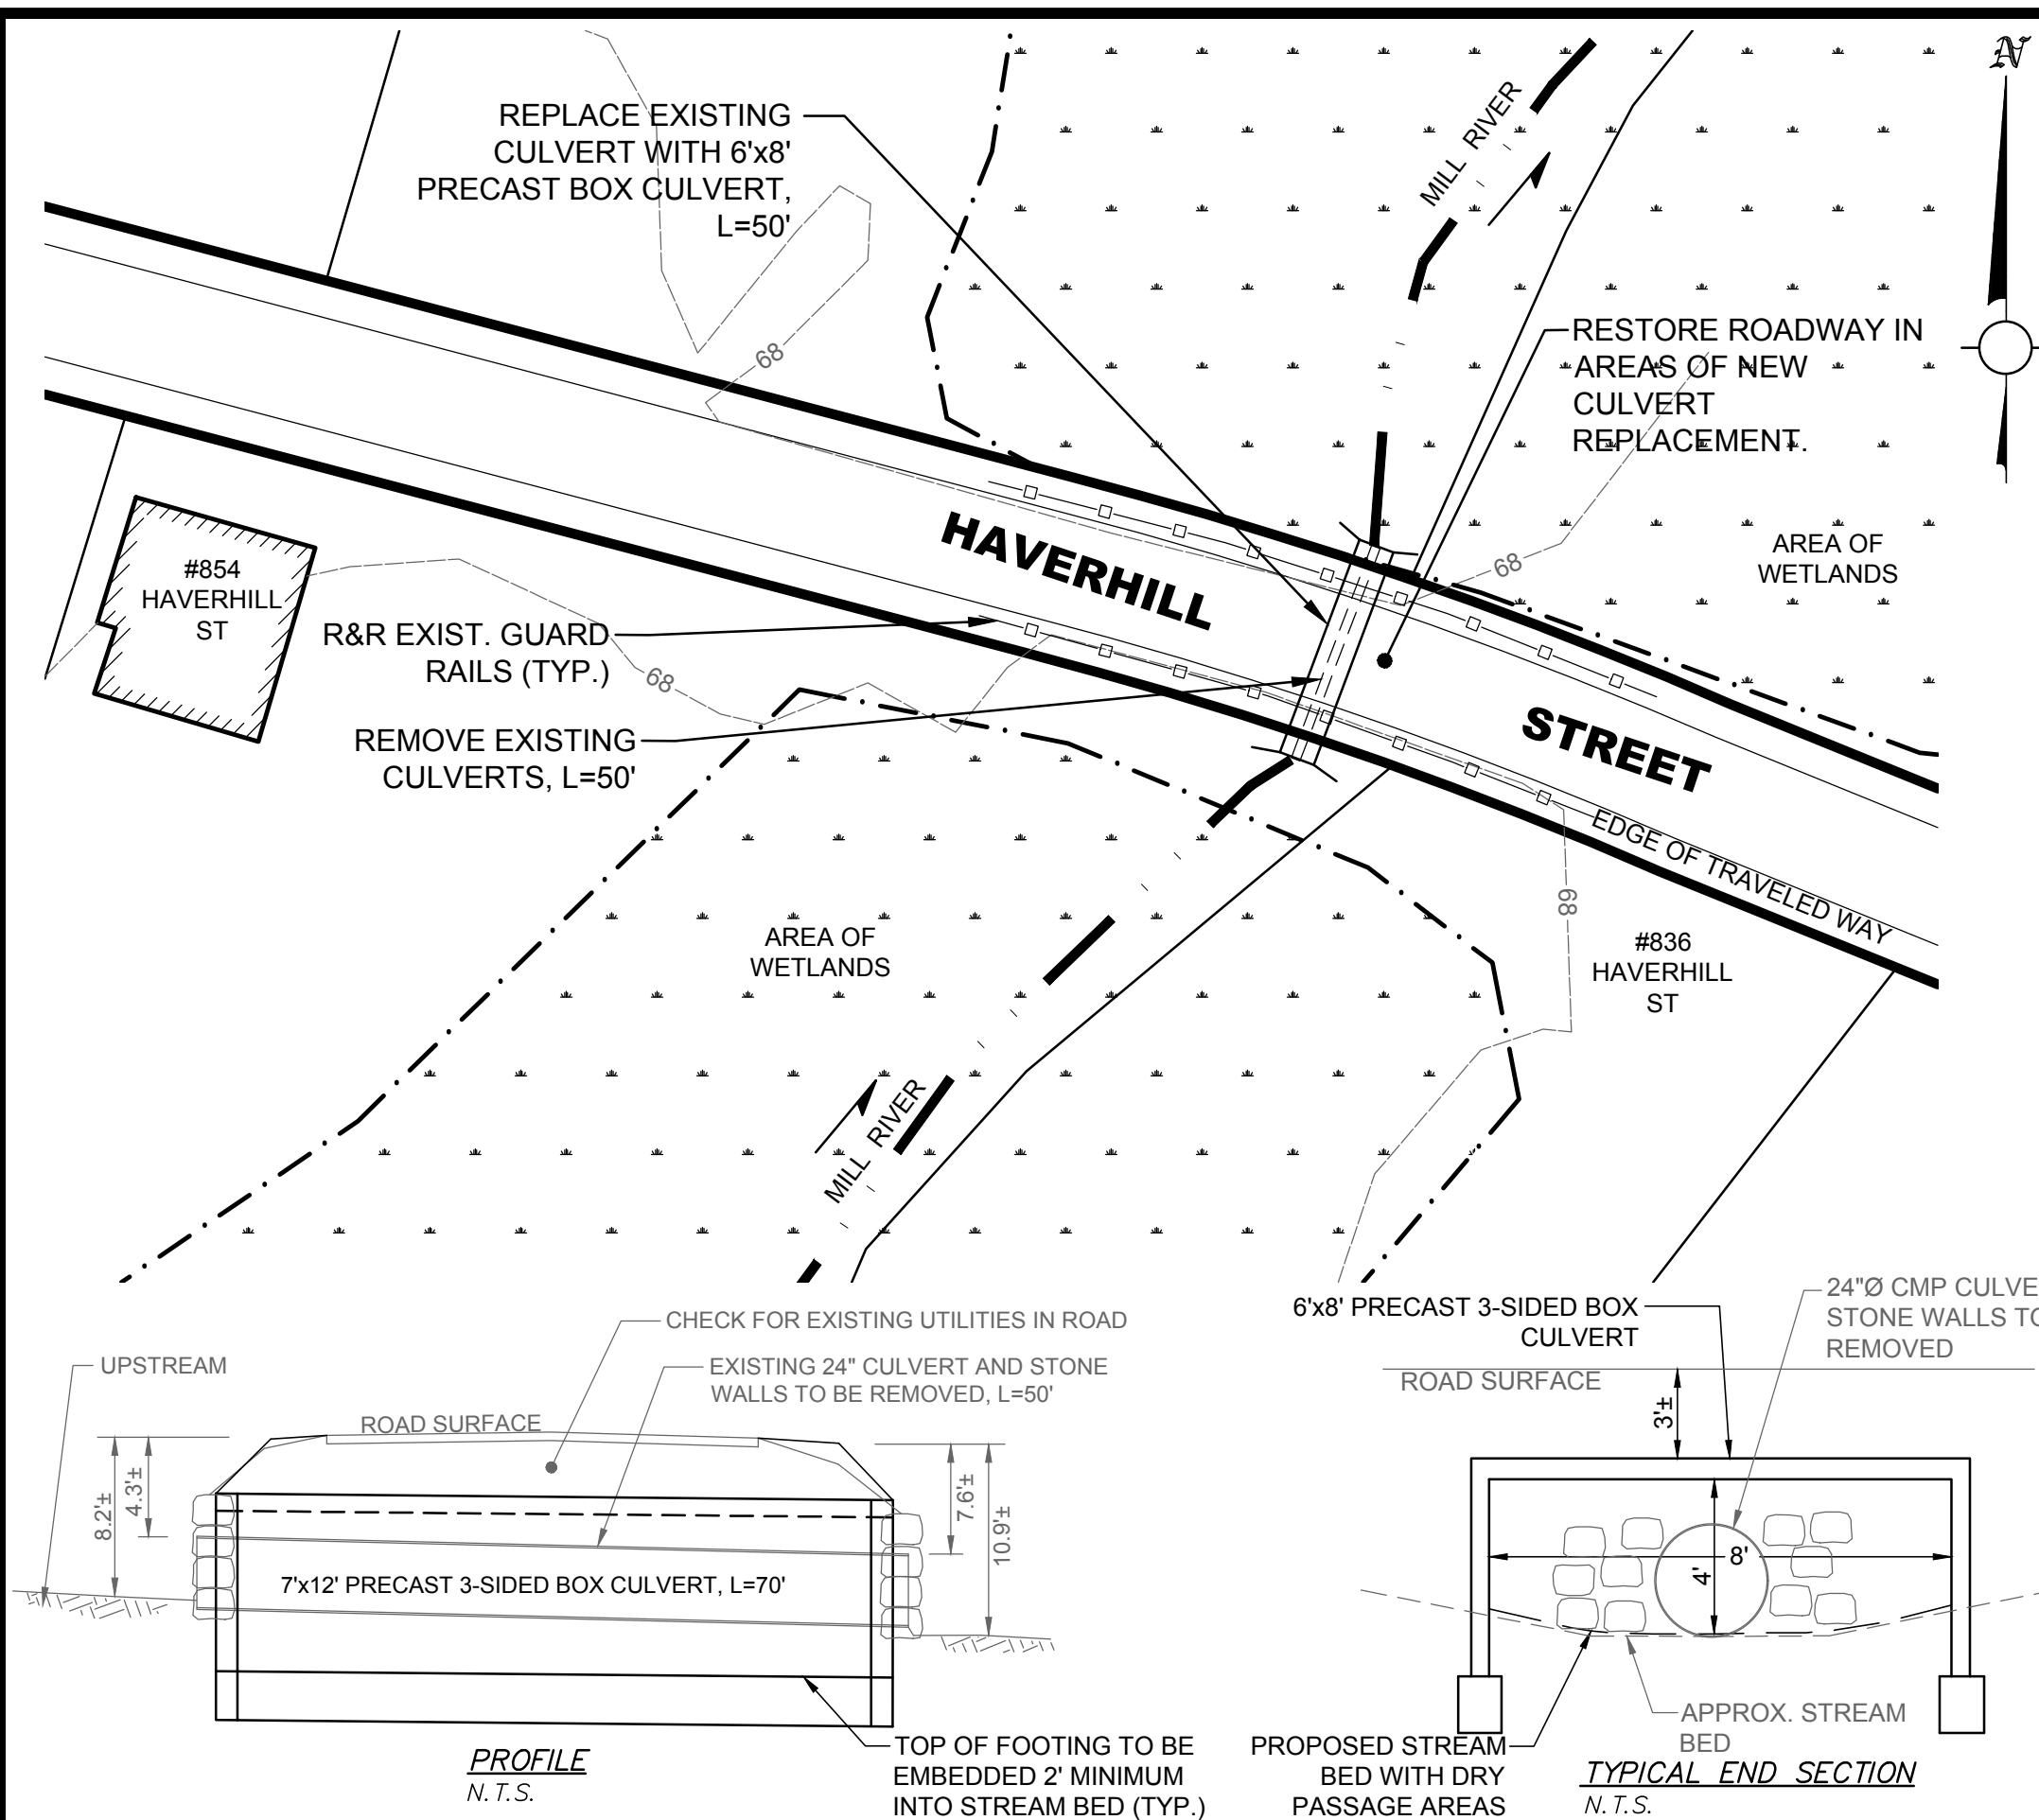 N
REPLACE EXISTING
CULVERT WITH 6'x8'
PRECAST BOX CULVERT,
L=50'
MILL RIVER
RESTORE ROADWAY IN
AREAS OF NEW
CULVERT
REPLACEMENT.
68
HAVERHILL
STREET
68
AREA OF
WETLANDS
#854
HAVERHILL
ST
R&R EXIST. GUARD
RAILS (TYP.)
68
REMOVE EXISTING
CULVERTS, L=50'
EDGE OF TRAVELED WAY
68
AREA OF
WETLANDS
#836
HAVERHILL
ST
MILL RIVER
CHECK FOR EXISTING UTILITIES IN ROAD
UPSTREAM
EXISTING 24" CULVERT AND STONE
WALLS TO BE REMOVED, L=50'
ROAD SURFACE
8.2'±
4.3'±
7.6'±
10.9'±
7'x12' PRECAST 3-SIDED BOX CULVERT, L=70'
TOP OF FOOTING TO BE
EMBEDDED 2' MINIMUM
INTO STREAM BED (TYP.)
PROFILE
N.T.S.
6'x8' PRECAST 3-SIDED BOX
CULVERT
24"Ø CMP CULVE
STONE WALLS TO
REMOVED
ROAD SURFACE
3'±
8'
4'
APPROX. STREAM
BED
PROPOSED STREAM
BED WITH DRY
PASSAGE AREAS
TYPICAL END SECTION
N.T.S.